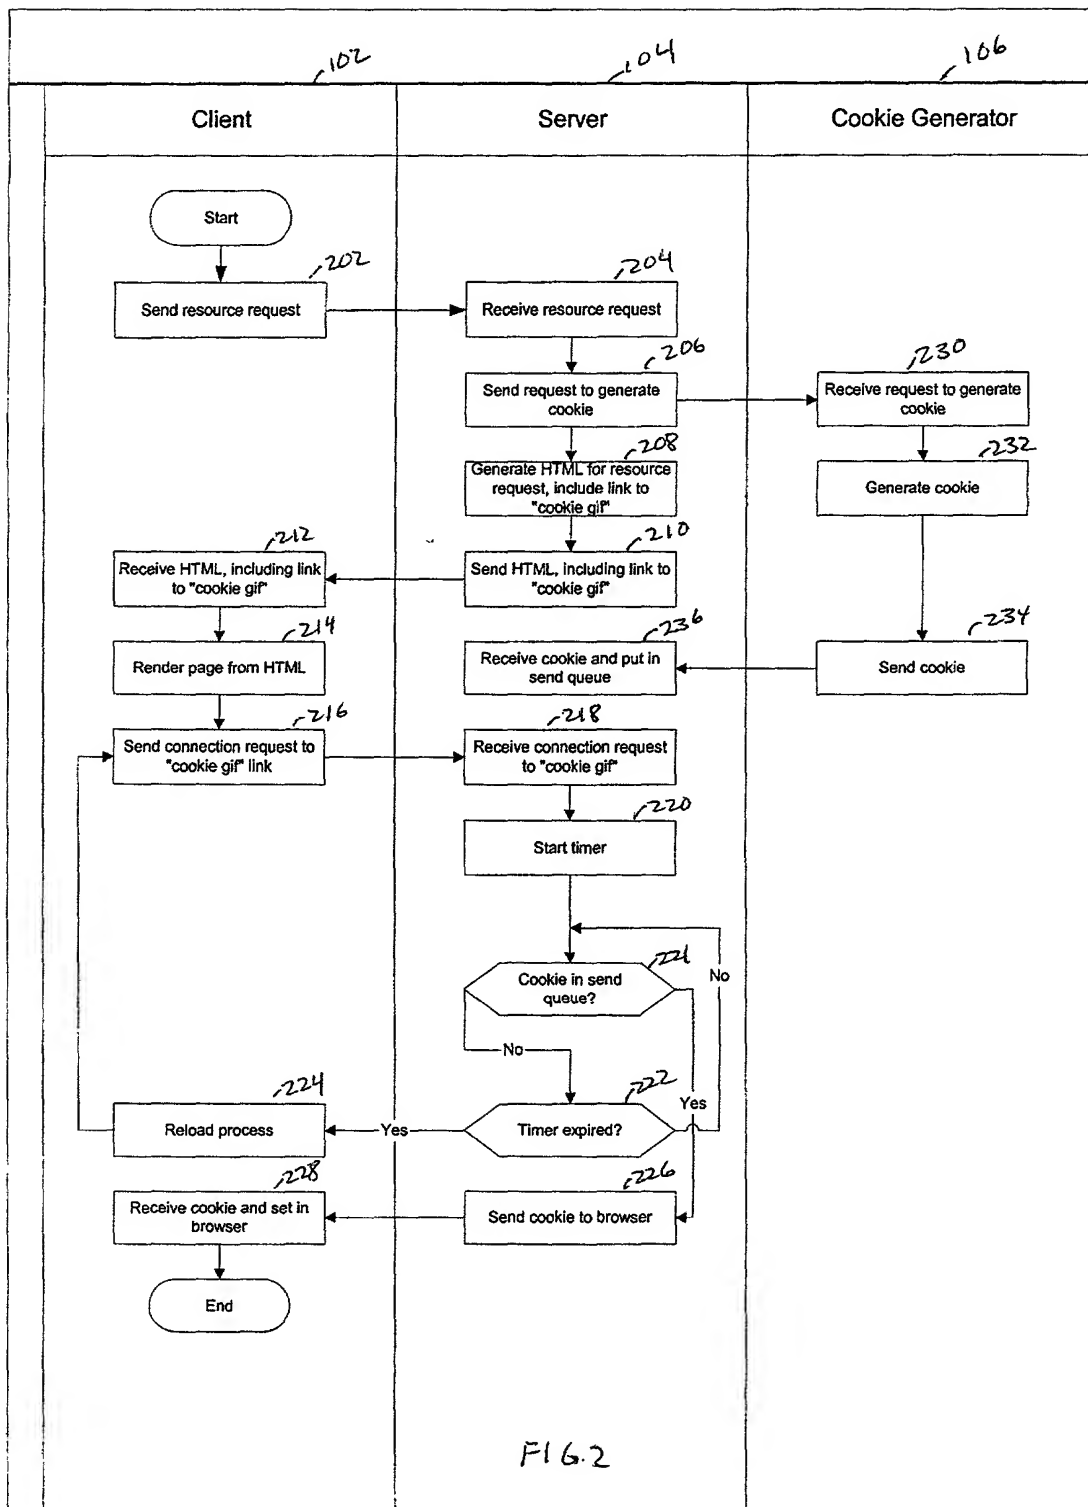 102
104
106
Client
Server
Cookie Generator
Start
202
204
Send resource request
Receive resource request
206
230
Send request to generate
cookie
Receive request to generate
cookie
208
232
Generate HTML for resource
request, include link to
"cookie gif"
Generate cookie
212
210
Receive HTML, including link
to "cookie gif"
Send HTML, including link to
"cookie gif"
214
236
234
Render page from HTML
Receive cookie and put in
send queue
Send cookie
216
218
Send connection request to
"cookie gif" link
Receive connection request
to "cookie gif"
220
Start timer
221
Cookie in send
queue?
No
No
224
222
Yes
Reload process
Yes
Timer expired?
228
226
Receive cookie and set in
browser
Send cookie to browser
End
FIG.2